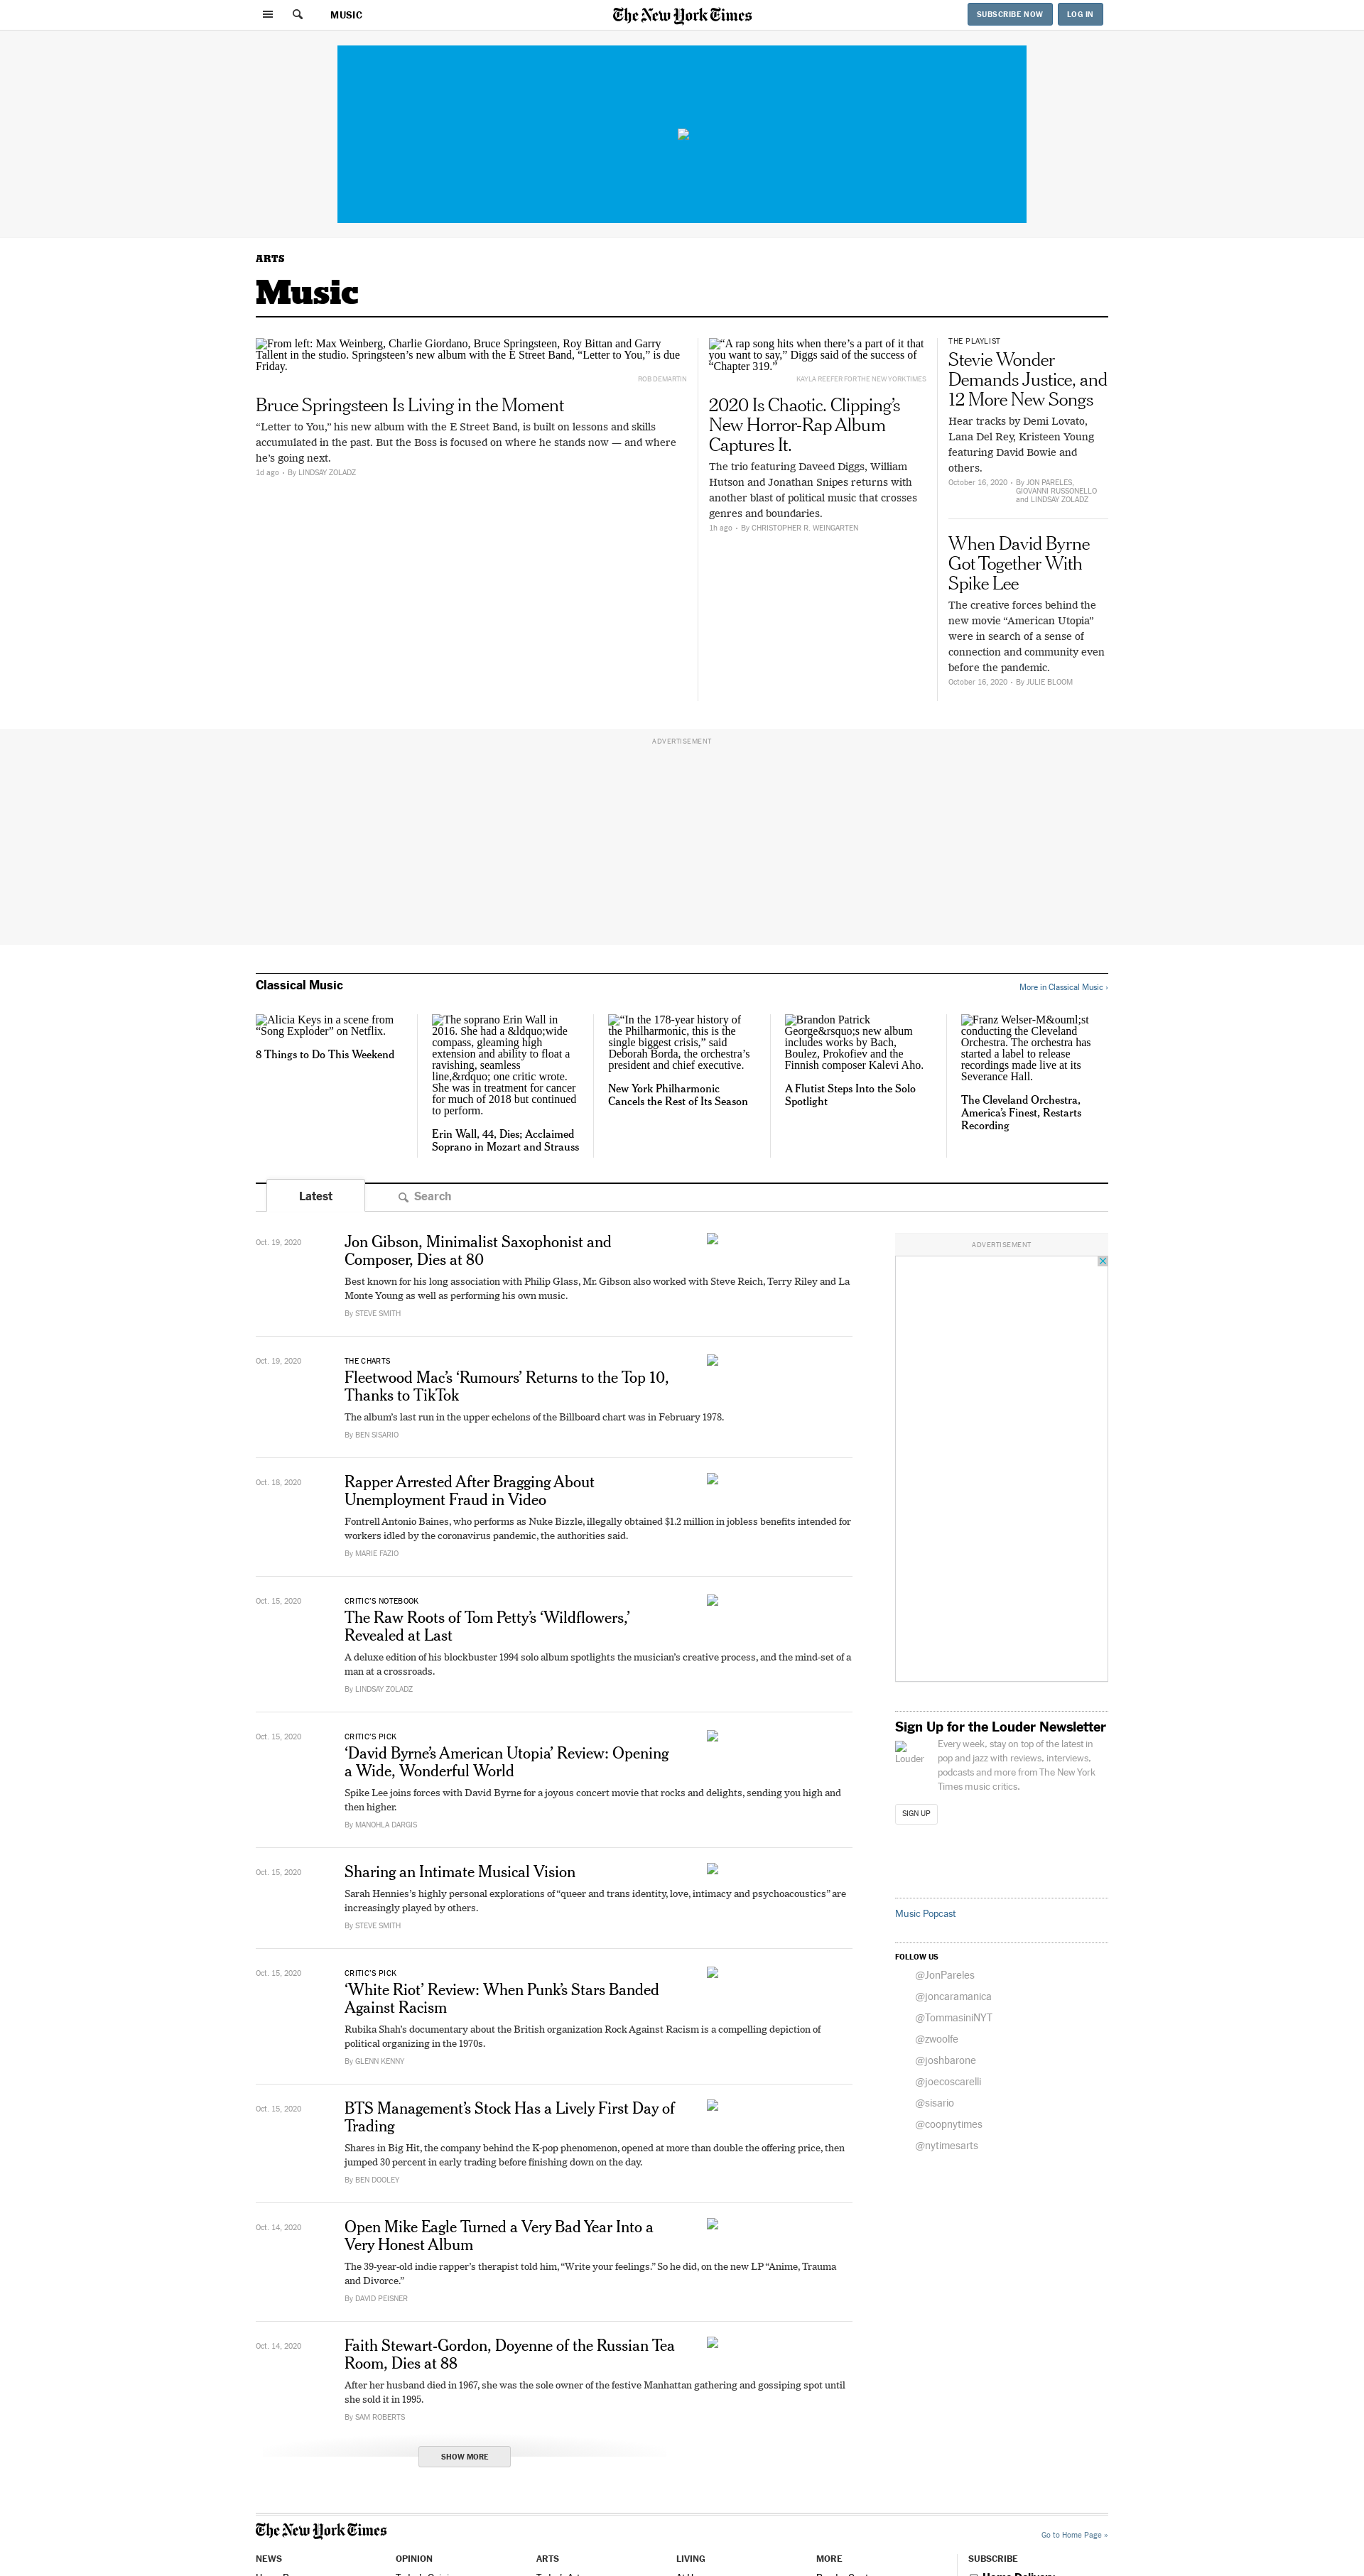 MUSIC
The New York Times
SUBSCRIBE NOW
LOG IN
ARTS
Music
From left: Max Weinberg, Charlie Giordano, Bruce Springsteen, Roy Bittan and Garry
Tallent in the studio. Springsteen's new album with the E Street Band, “Letter to You,” is due
Friday.
ROB DEMARTIN
Bruce Springsteen Is Living in the Moment
“Letter to You,” his new album with the E Street Band, is built on lessons and skills
accumulated in the past. But the Boss is focused on where he stands now — and where
he's going next.
1d ago • By LINDSAY ZOLADZ
“A rap song hits when there's a part of it that
you want to say,” Diggs said of the success of
“Chapter 319.”
KAYLA REEFER FOR THE NEW YORK TIMES
2020 Is Chaotic. Clipping's
New Horror-Rap Album
Captures It.
The trio featuring Daveed Diggs, William
Hutson and Jonathan Snipes returns with
another blast of political music that crosses
genres and boundaries.
1h ago • By CHRISTOPHER R. WEINGARTEN
THE PLAYLIST
Stevie Wonder
Demands Justice, and
12 More New Songs
Hear tracks by Demi Lovato,
Lana Del Rey, Kristeen Young
featuring David Bowie and
others.
October 16, 2020 • By JON PARELES,
GIOVANNI RUSSONELLO
and LINDSAY ZOLADZ
When David Byrne
Got Together With
Spike Lee
The creative forces behind the
new movie “American Utopia”
were in search of a sense of
connection and community even
before the pandemic.
October 16, 2020 • By JULIE BLOOM
ADVERTISEMENT
Classical Music
More in Classical Music ›
Alicia Keys in a scene from
“Song Exploder” on Netflix.
8 Things to Do This Weekend
The soprano Erin Wall in
2016. She had a &ldquo;wide
compass, gleaming high
extension and ability to float a
ravishing, seamless
line,&rdquo; one critic wrote.
She was in treatment for cancer
for much of 2018 but continued
to perform.
Erin Wall, 44, Dies; Acclaimed
Soprano in Mozart and Strauss
“In the 178-year history of
the Philharmonic, this is the
single biggest crisis,” said
Deborah Borda, the orchestra's
president and chief executive.
New York Philharmonic
Cancels the Rest of Its Season
Brandon Patrick
George&rsquo;s new album
includes works by Bach,
Boulez, Prokofiev and the
Finnish composer Kalevi Aho.
A Flutist Steps Into the Solo
Spotlight
Franz Welser-M&ouml;st
conducting the Cleveland
Orchestra. The orchestra has
started a label to release
recordings made live at its
Severance Hall.
The Cleveland Orchestra,
America's Finest, Restarts
Recording
Latest
Search
Oct. 19, 2020
Jon Gibson, Minimalist Saxophonist and
Composer, Dies at 80
Best known for his long association with Philip Glass, Mr. Gibson also worked with Steve Reich, Terry Riley and La
Monte Young as well as performing his own music.
By STEVE SMITH
Oct. 19, 2020
THE CHARTS
Fleetwood Mac's ‘Rumours’ Returns to the Top 10,
Thanks to TikTok
The album's last run in the upper echelons of the Billboard chart was in February 1978.
By BEN SISARIO
Oct. 18, 2020
Rapper Arrested After Bragging About
Unemployment Fraud in Video
Fontrell Antonio Baines, who performs as Nuke Bizzle, illegally obtained $1.2 million in jobless benefits intended for
workers idled by the coronavirus pandemic, the authorities said.
By MARIE FAZIO
Oct. 15, 2020
CRITIC'S NOTEBOOK
The Raw Roots of Tom Petty's ‘Wildflowers,’
Revealed at Last
A deluxe edition of his blockbuster 1994 solo album spotlights the musician's creative process, and the mind-set of a
man at a crossroads.
By LINDSAY ZOLADZ
Oct. 15, 2020
CRITIC'S PICK
‘David Byrne's American Utopia’ Review: Opening
a Wide, Wonderful World
Spike Lee joins forces with David Byrne for a joyous concert movie that rocks and delights, sending you high and
then higher.
By MANOHLA DARGIS
Oct. 15, 2020
Sharing an Intimate Musical Vision
Sarah Hennies's highly personal explorations of “queer and trans identity, love, intimacy and psychoacoustics” are
increasingly played by others.
By STEVE SMITH
Oct. 15, 2020
CRITIC'S PICK
‘White Riot’ Review: When Punk's Stars Banded
Against Racism
Rubika Shah's documentary about the British organization Rock Against Racism is a compelling depiction of
political organizing in the 1970s.
By GLENN KENNY
Oct. 15, 2020
BTS Management's Stock Has a Lively First Day of
Trading
Shares in Big Hit, the company behind the K-pop phenomenon, opened at more than double the offering price, then
jumped 30 percent in early trading before finishing down on the day.
By BEN DOOLEY
Oct. 14, 2020
Open Mike Eagle Turned a Very Bad Year Into a
Very Honest Album
The 39-year-old indie rapper's therapist told him, “Write your feelings.” So he did, on the new LP “Anime, Trauma
and Divorce.”
By DAVID PEISNER
Oct. 14, 2020
Faith Stewart-Gordon, Doyenne of the Russian Tea
Room, Dies at 88
After her husband died in 1967, she was the sole owner of the festive Manhattan gathering and gossiping spot until
she sold it in 1995.
By SAM ROBERTS
SHOW MORE
ADVERTISEMENT
Sign Up for the Louder Newsletter
Louder
Every week, stay on top of the latest in
pop and jazz with reviews, interviews,
podcasts and more from The New York
Times music critics.
SIGN UP
Music Popcast
FOLLOW US
@JonPareles
@joncaramanica
@TommasiniNYT
@zwoolfe
@joshbarone
@joecoscarelli
@sisario
@coopnytimes
@nytimesarts
The New York Times
Go to Home Page »
NEWS
OPINION
ARTS
LIVING
MORE
SUBSCRIBE